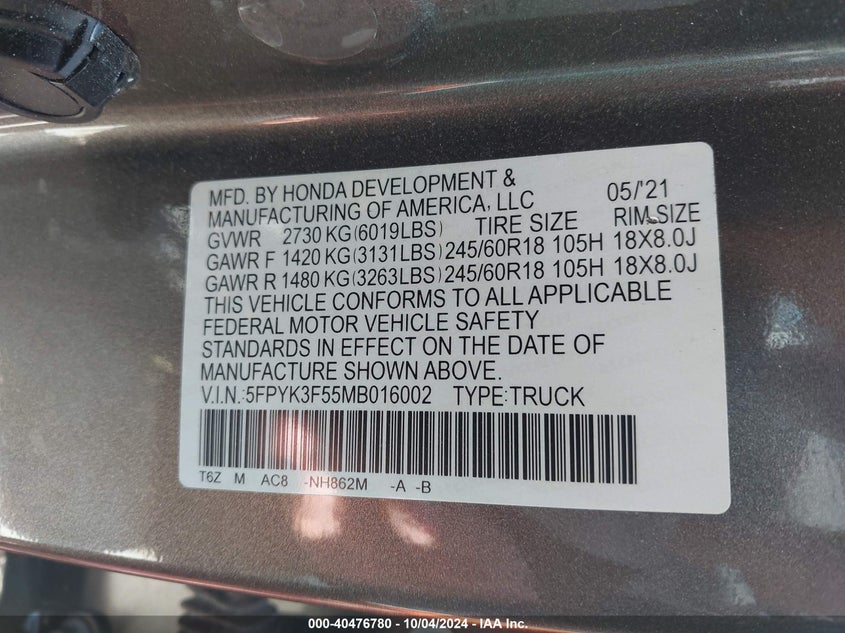 MFD. BY HONDA DEVELOPMENT & 05/'21
MANUFACTURING OF AMERICA, LLC
GVWR 2730 KG(6019LBS) TIRE SIZE RIM SIZE
GAWR F 1420 KG(3131LBS) 245/60R18 105H 18X8.0J
GAWR R 1480 KG(3263LBS) 245/60R18 105H 18X8.0J
THIS VEHICLE CONFORMS TO ALL APPLICABLE
FEDERAL MOTOR VEHICLE SAFETY
STANDARDS IN EFFECT ON THE DATE OF
MANUFACTURE SHOWN ABOVE.
V.I.N.:5FPYK3F55MB016002 TYPE:TRUCK
T6Z M AC8 -NH862M -A -B
000-40476780 - 10/04/2024 - IAA Inc.